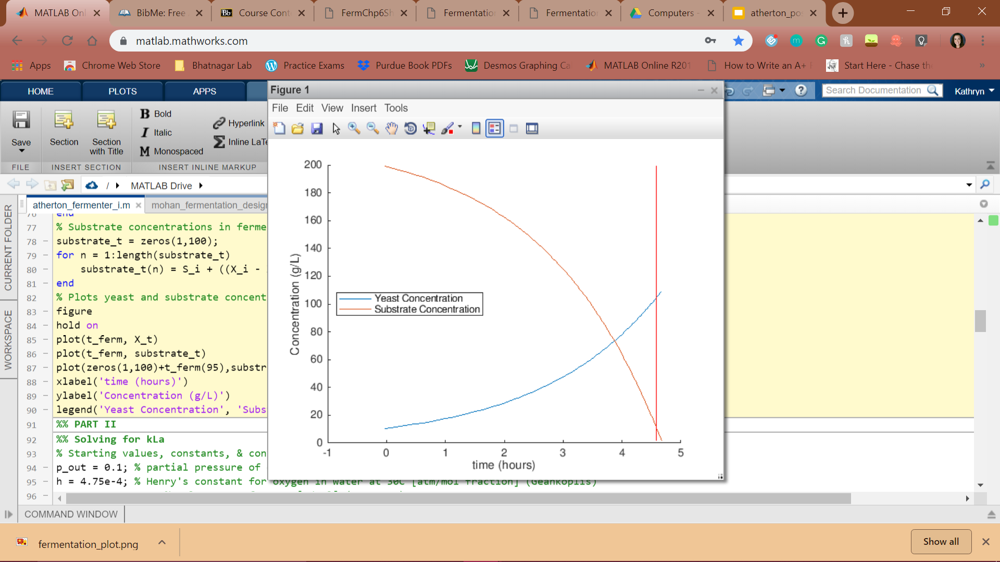 MATLAB Onl
BibMe: Free
Bb Course Cont
FermChp6Sh
Fermentation
Fermentation
Computers -
atherton_pos
matlab.mathworks.com
Apps
Chrome Web Store
Bhatnagar Lab
Practice Exams
Purdue Book PDFs
Desmos Graphing Ca
MATLAB Online R201
How to Write an A+
Start Here - Chase th
»
HOME
PLOTS
APPS
Search Documentation
Kathryn
Save
Section
Section
with Title
B Bold
I Italic
M Monospaced
Hyperlink
Σ Inline LaTe
FILE
INSERT SECTION
INSERT INLINE MARKUP
/ MATLAB Drive
atherton_fermenter_i.m
mohan_fermentation_desig
CURRENT FOLDER
WORKSPACE
76 end
77 % Substrate concentrations in ferme
78 substrate_t = zeros(1,100);
79 for n = 1:length(substrate_t)
80 substrate_t(n) = S_i + ((X_i -
81 end
82 % Plots yeast and substrate concent
83 figure
84 hold on
85 plot(t_ferm, X_t)
86 plot(t_ferm, substrate_t)
87 plot(zeros(1,100)+t_ferm(95),substr
88 xlabel('time (hours)')
89 ylabel('Concentration (g/L)')
90 legend('Yeast Concentration', 'Subs
91 %% PART II
92 %% Solving for kLa
93 % Starting values, constants, & con
94 p_out = 0.1; % partial pressure of
95 h = 4.75e-4; % Henry's constant for oxygen in water at 30C [atm/mol fraction] (Geankoplis)
96
Figure 1
File Edit View Insert Tools
200
180
160
140
120
100
80
60
40
20
0
Concentration (g/L)
Yeast Concentration
Substrate Concentration
-1 0 1 2 3 4 5
time (hours)
COMMAND WINDOW
fermentation_plot.png
Show all